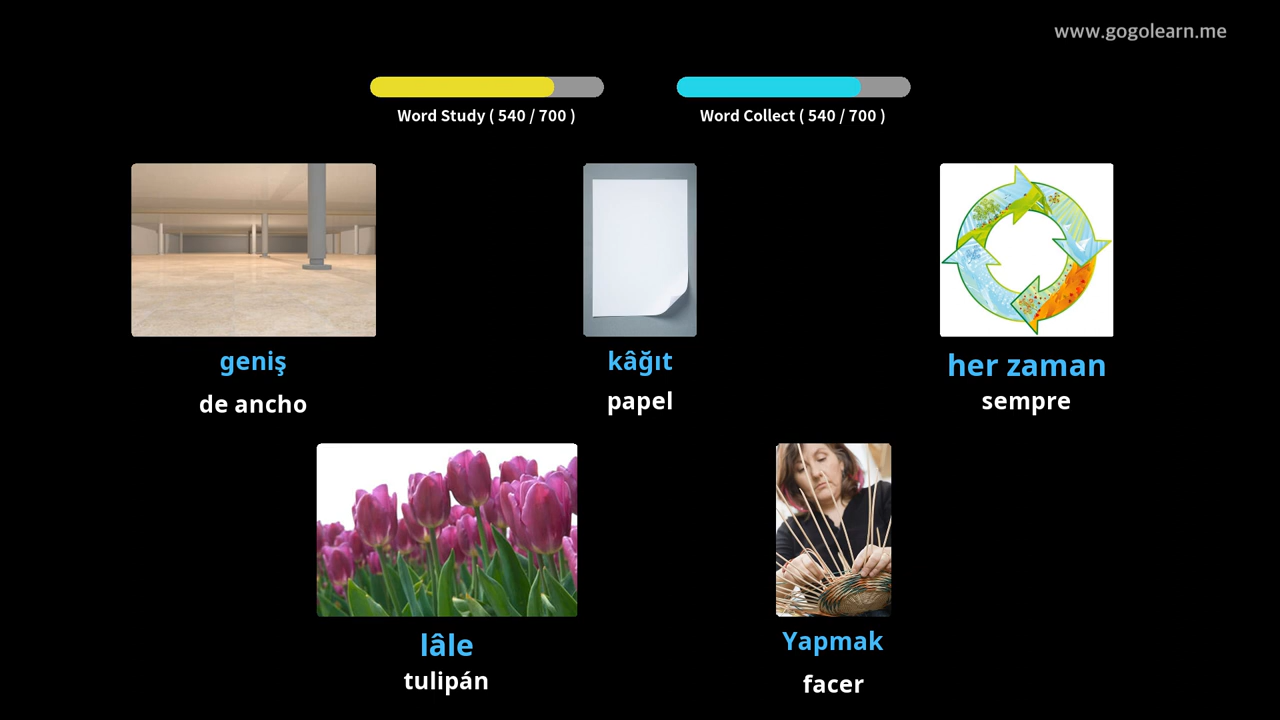 www.gogolearn.me
Word Study ( 540 / 700 )
Word Collect ( 540 / 700 )
geniş
de ancho
kâğıt
papel
her zaman
sempre
lâle
tulipán
Yapmak
facer